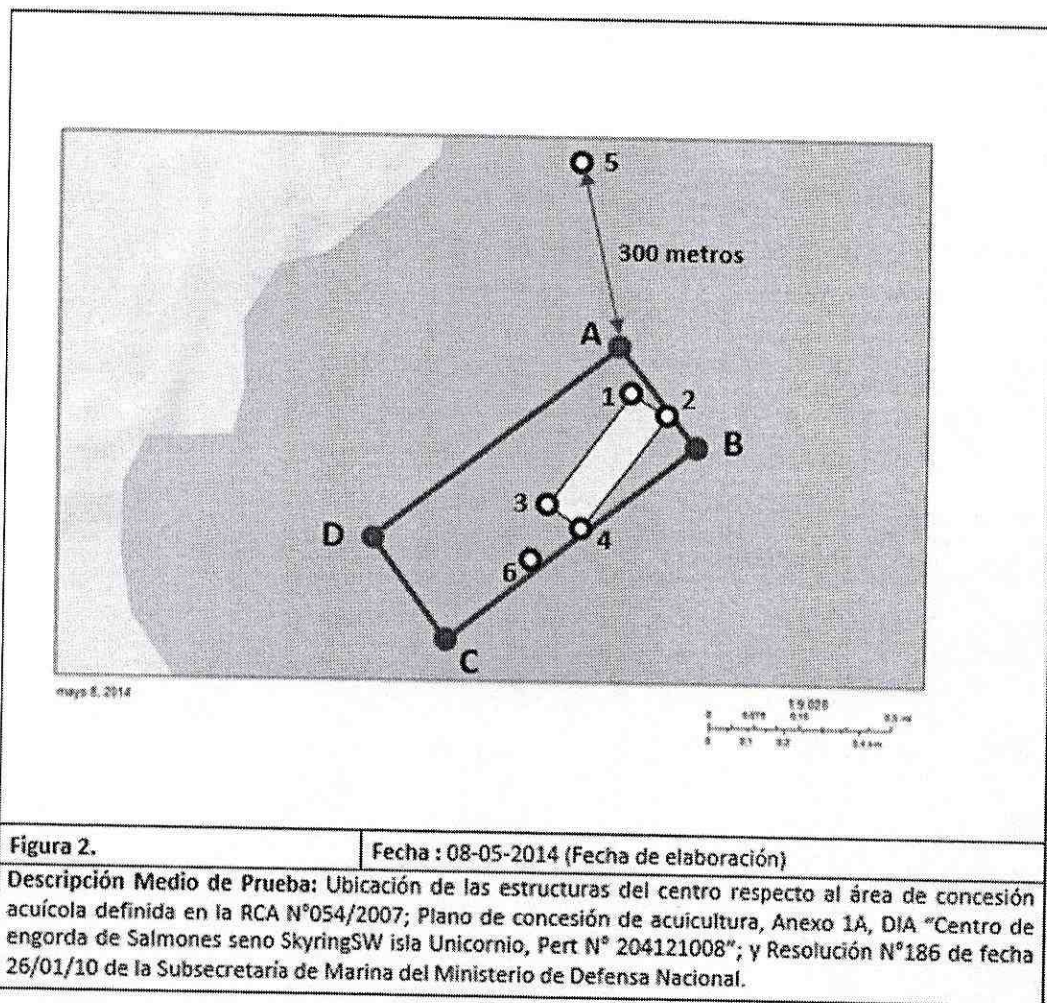 5
300 metros
A
1
2
B
3
D
4
6
C
mayo 8, 2014
Figura 2.
Fecha : 08-05-2014 (Fecha de elaboración)
Descripción Medio de Prueba: Ubicación de las estructuras del centro respecto al área de concesión
acuícola definida en la RCA N°054/2007; Plano de concesión de acuicultura, Anexo 1A, DIA "Centro de
engorda de Salmones seno SkyringSW isla Unicornio, Pert N° 204121008"; y Resolución N°186 de fecha
26/01/10 de la Subsecretaría de Marina del Ministerio de Defensa Nacional.